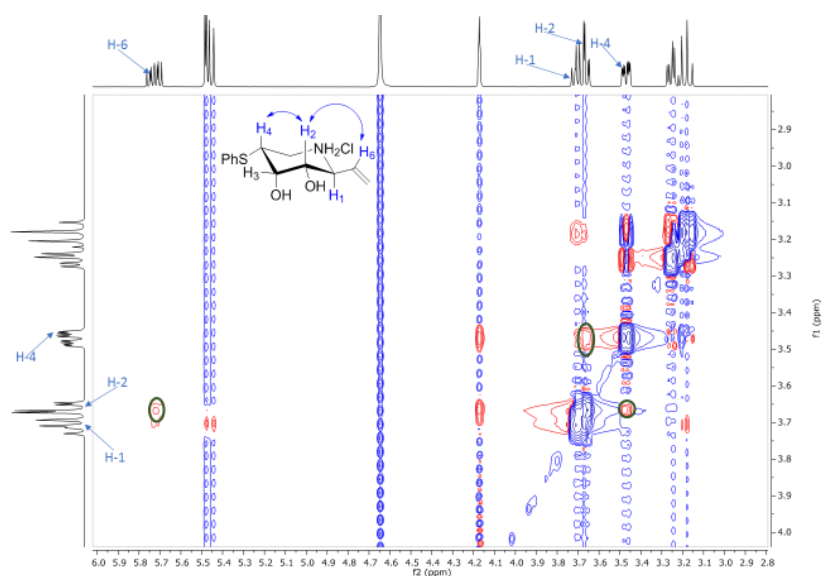 H-6
H-2
H-1
H-4
H4
H2
NH2Cl
H6
PhS
H3
OH
OH
H1
H-4
H-2
H-1
2.9
3.0
3.1
3.2
3.3
3.4
3.5
3.6
3.7
3.8
3.9
4.0
f1 (ppm)
6.0 5.9 5.8 5.7 5.6 5.5 5.4 5.3 5.2 5.1 5.0 4.9 4.8 4.7 4.6 4.5 4.4 4.3 4.2 4.1 4.0 3.9 3.8 3.7 3.6 3.5 3.4 3.3 3.2 3.1 3.0 2.9 2.8
f2 (ppm)